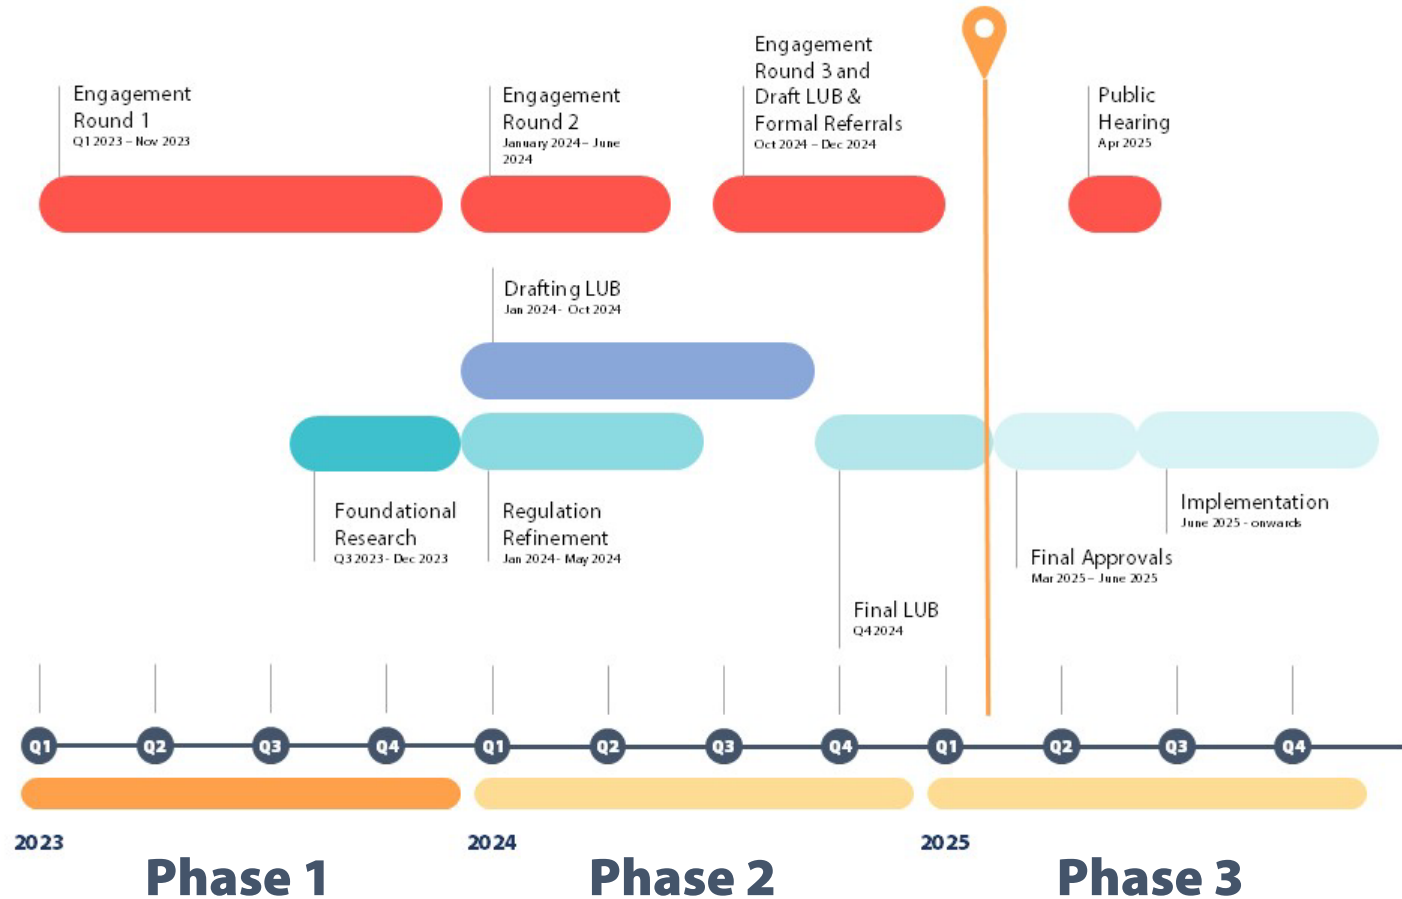 Engagement
Round 1
Q1 2023 – Nov 2023
Engagement
Round 2
January 2024 – June
2024
Engagement
Round 3 and
Draft LUB &
Formal Referrals
Oct 2024 – Dec 2024
Public
Hearing
Apr 2025
Drafting LUB
Jan 2024 - Oct 2024
Foundational
Research
Q3 2023 - Dec 2023
Regulation
Refinement
Jan 2024 - May 2024
Final LUB
Q4 2024
Final Approvals
Mar 2025 – June 2025
Implementation
June 2025 - onwards
Q1 Q2 Q3 Q4 Q1 Q2 Q3 Q4 Q1 Q2 Q3 Q4
2023 2024 2025
Phase 1 Phase 2 Phase 3